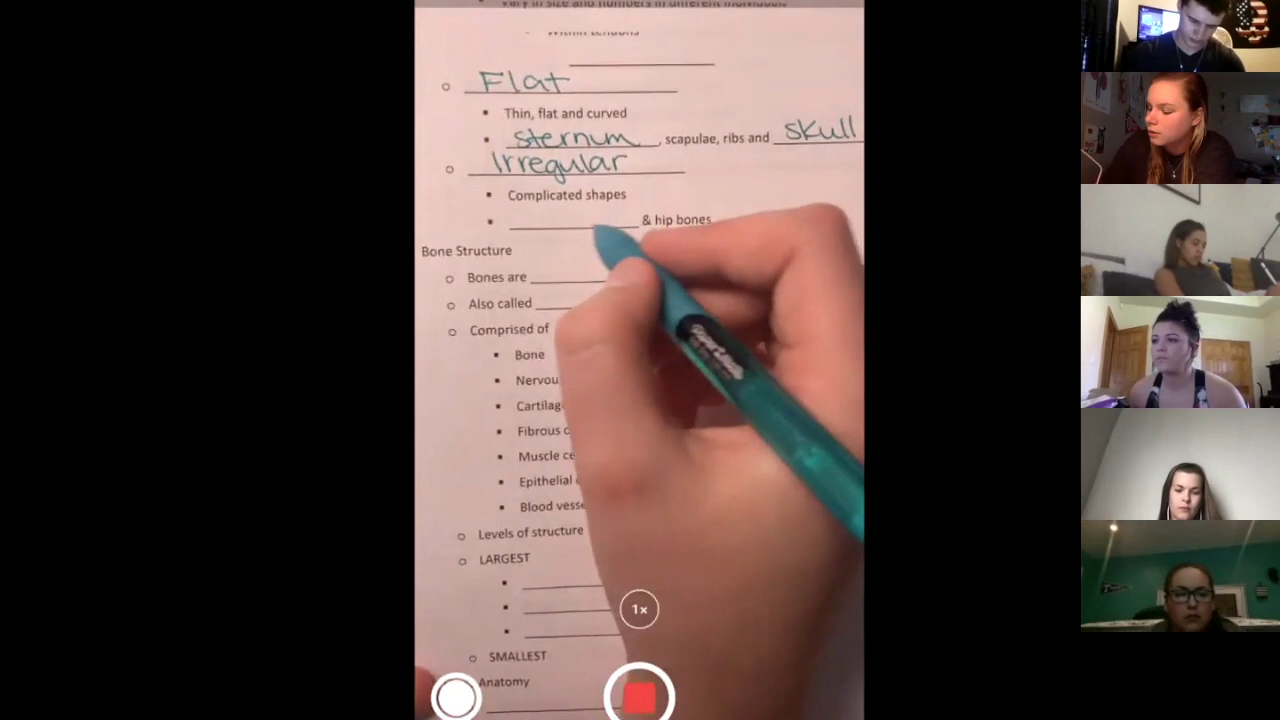 vary in size and numbers in different individuals
Within tendons
Flat
Thin, flat and curved
sternum, scapulae, ribs and skull
Irregular
Complicated shapes
& hip bones
Bone Structure
Bones are
Also called
Comprised of
Bone
Nervou
Cartilag
Fibrous c
Muscle ce
Epithelial
Blood vesse
Levels of structure
LARGEST
1x
SMALLEST
Anatomy